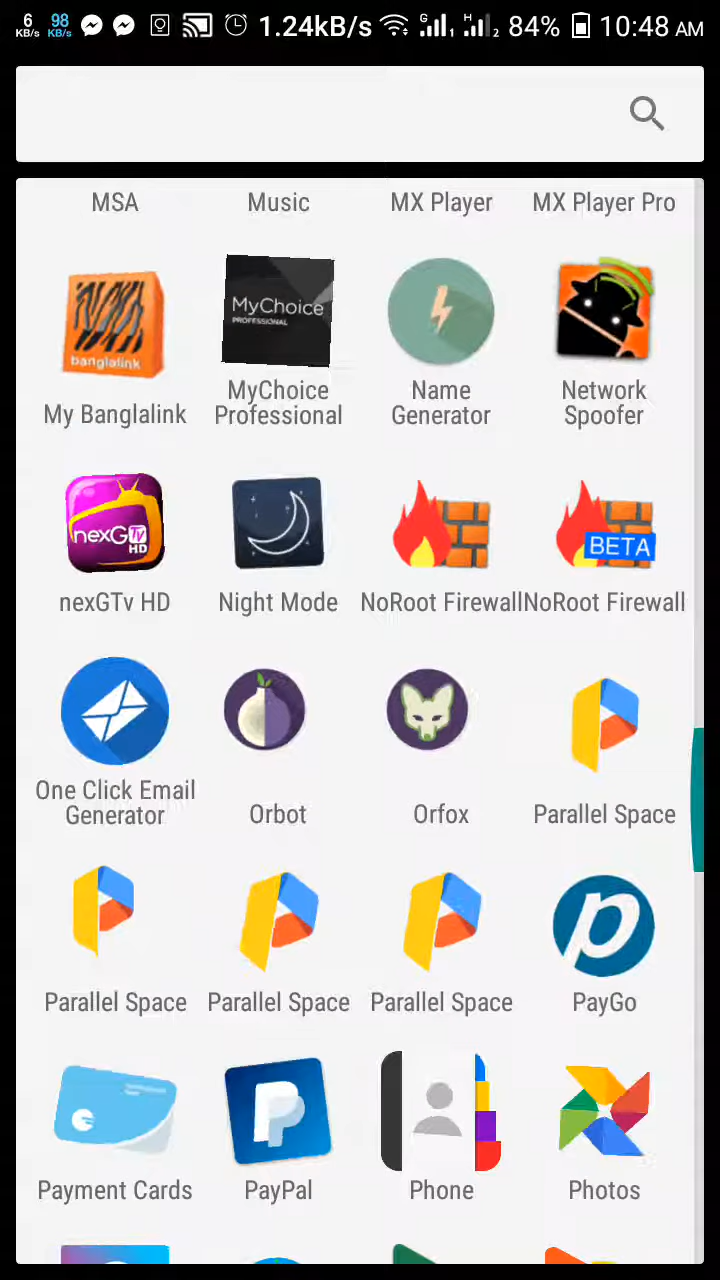 6 KB/s 98 KB/s 1.24kB/s G 1 H 2 84% 10:48 AM
MSA Music MX Player MX Player Pro
banglalink
MyChoice
PROFESSIONAL
My Banglalink
MyChoice Professional
Name Generator
Network Spoofer
nexGTv HD
BETA
nexGTv HD Night Mode NoRoot Firewall NoRoot Firewall
One Click Email Generator
Orbot Orfox Parallel Space
Parallel Space Parallel Space Parallel Space PayGo
Payment Cards PayPal Phone Photos